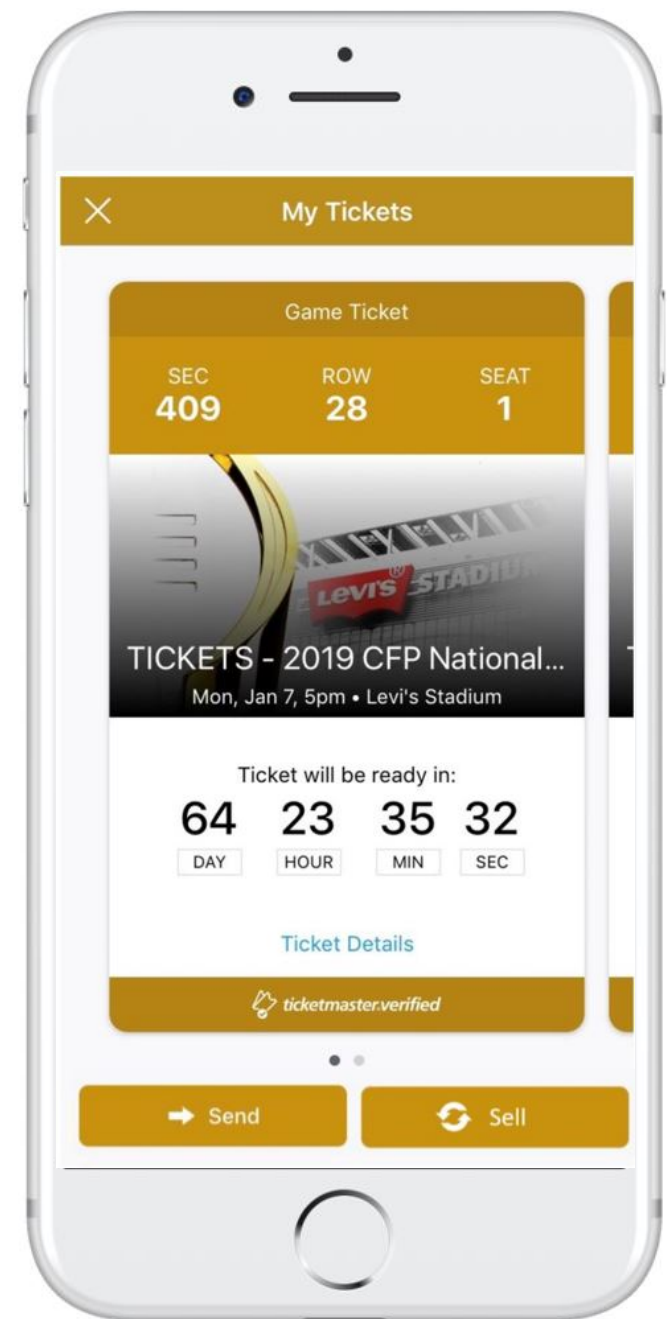 My Tickets
Game Ticket
SEC ROW SEAT
409 28 1
LEVI'S® STADIUM
TICKETS - 2019 CFP National...
Mon, Jan 7, 5pm • Levi's Stadium
Ticket will be ready in:
64 23 35 32
DAY HOUR MIN SEC
Ticket Details
ticketmaster.verified
Send Sell